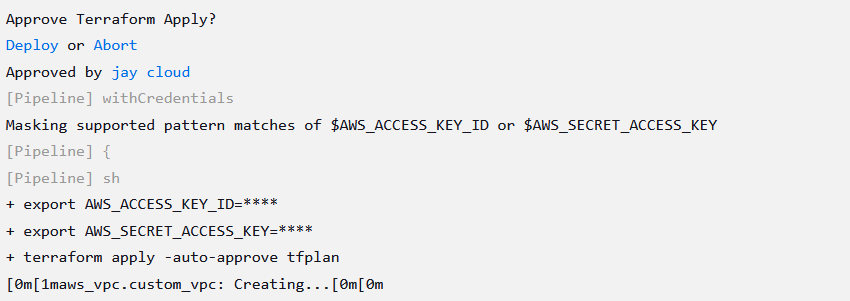 Approve Terraform Apply?
Deploy or Abort
Approved by jay cloud
[Pipeline] withCredentials
Masking supported pattern matches of $AWS_ACCESS_KEY_ID or $AWS_SECRET_ACCESS_KEY
[Pipeline] {
[Pipeline] sh
+ export AWS_ACCESS_KEY_ID=****
+ export AWS_SECRET_ACCESS_KEY=****
+ terraform apply -auto-approve tfplan
[0m[1maws_vpc.custom_vpc: Creating...[0m[0m